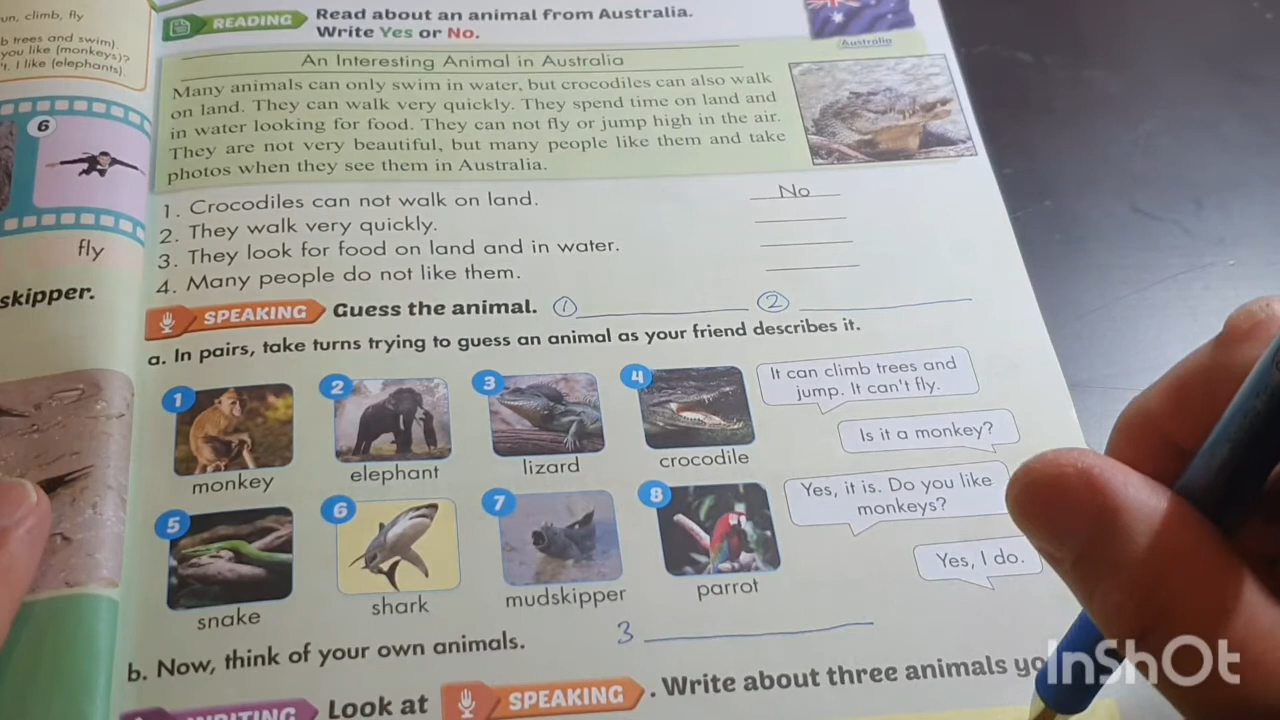 un, climb, fly
b trees and swim).
you like (monkeys)?
I like (elephants).
6
fly
skipper.
READING
Read about an animal from Australia.
Write Yes or No.
Australia
An Interesting Animal in Australia
Many animals can only swim in water, but crocodiles can also walk
on land. They can walk very quickly. They spend time on land and
in water looking for food. They can not fly or jump high in the air.
They are not very beautiful, but many people like them and take
photos when they see them in Australia.
1. Crocodiles can not walk on land. No
2. They walk very quickly.
3. They look for food on land and in water.
4. Many people do not like them.
SPEAKING Guess the animal. 1 2
a. In pairs, take turns trying to guess an animal as your friend describes it.
1 2 3 4
monkey elephant lizard crocodile
5 6 7 8
snake shark mudskipper parrot
It can climb trees and
jump. It can't fly.
Is it a monkey?
Yes, it is. Do you like
monkeys?
Yes, I do.
b. Now, think of your own animals. 3
WRITING Look at SPEAKING . Write about three animals yo
InShOt